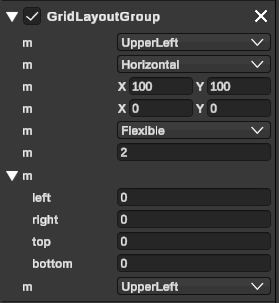 GridLayoutGroup
m UpperLeft
m Horizontal
m X 100 Y 100
m X 0 Y 0
m Flexible
m 2
m
left 0
right 0
top 0
bottom 0
m UpperLeft